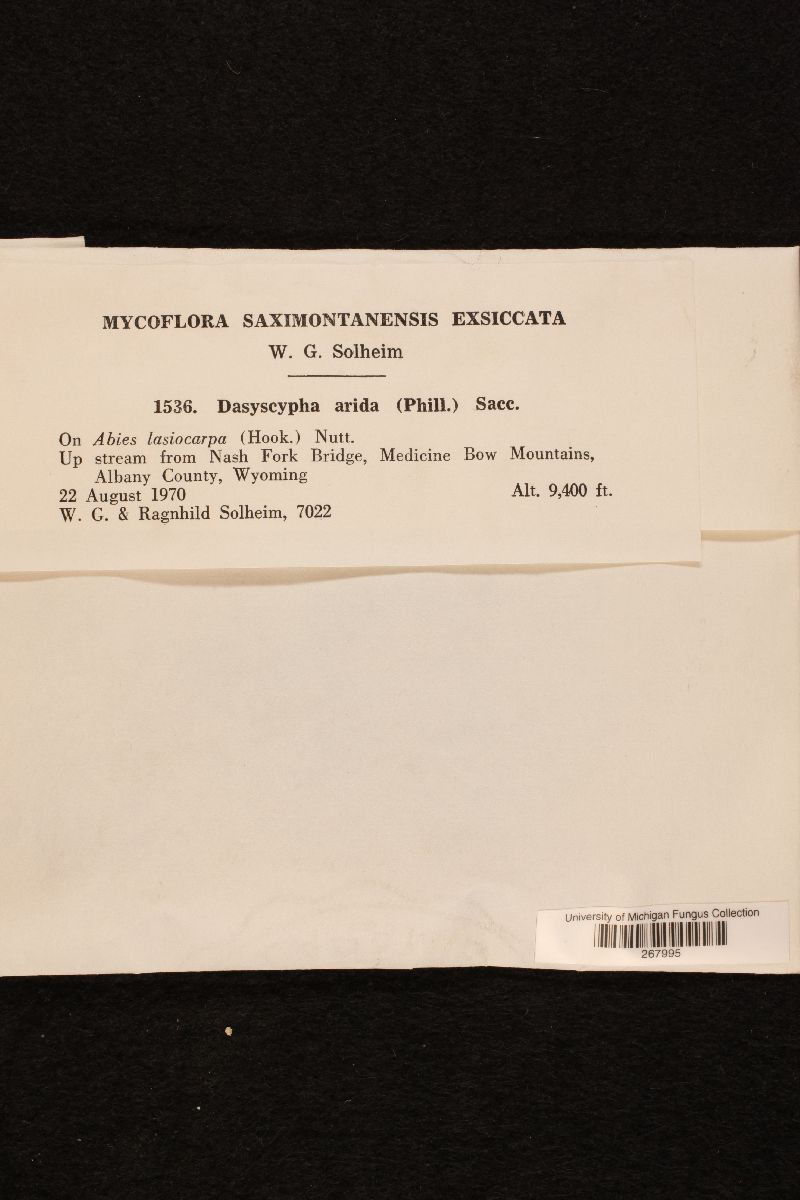 MYCOFLORA SAXIMONTANENSIS EXSICCATA
W. G. Solheim
1536. Dasyscypha arida (Phill.) Sacc.
On Abies lasiocarpa (Hook.) Nutt.
Up stream from Nash Fork Bridge, Medicine Bow Mountains,
Albany County, Wyoming
22 August 1970 Alt. 9,400 ft.
W. G. & Ragnhild Solheim, 7022
University of Michigan Fungus Collection
267995